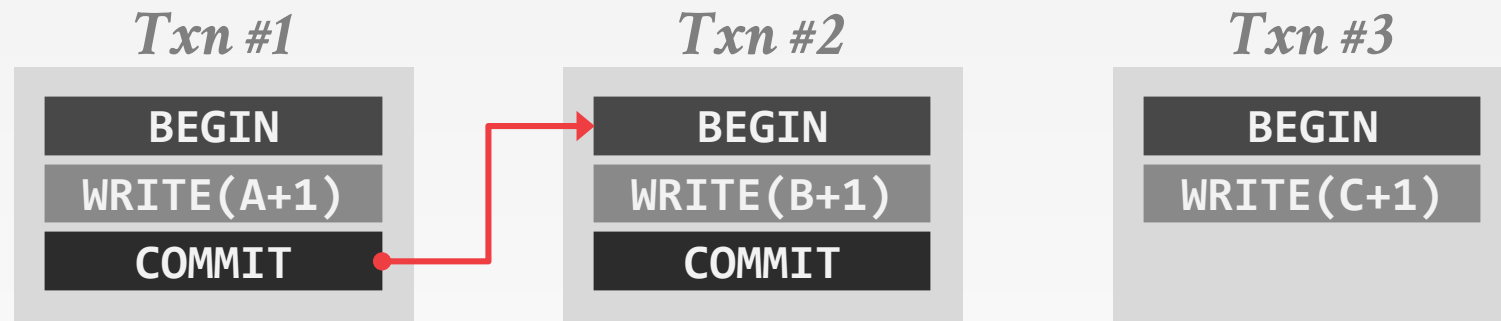 Txn #1
BEGIN
WRITE(A+1)
COMMIT
Txn #2
BEGIN
WRITE(B+1)
COMMIT
Txn #3
BEGIN
WRITE(C+1)